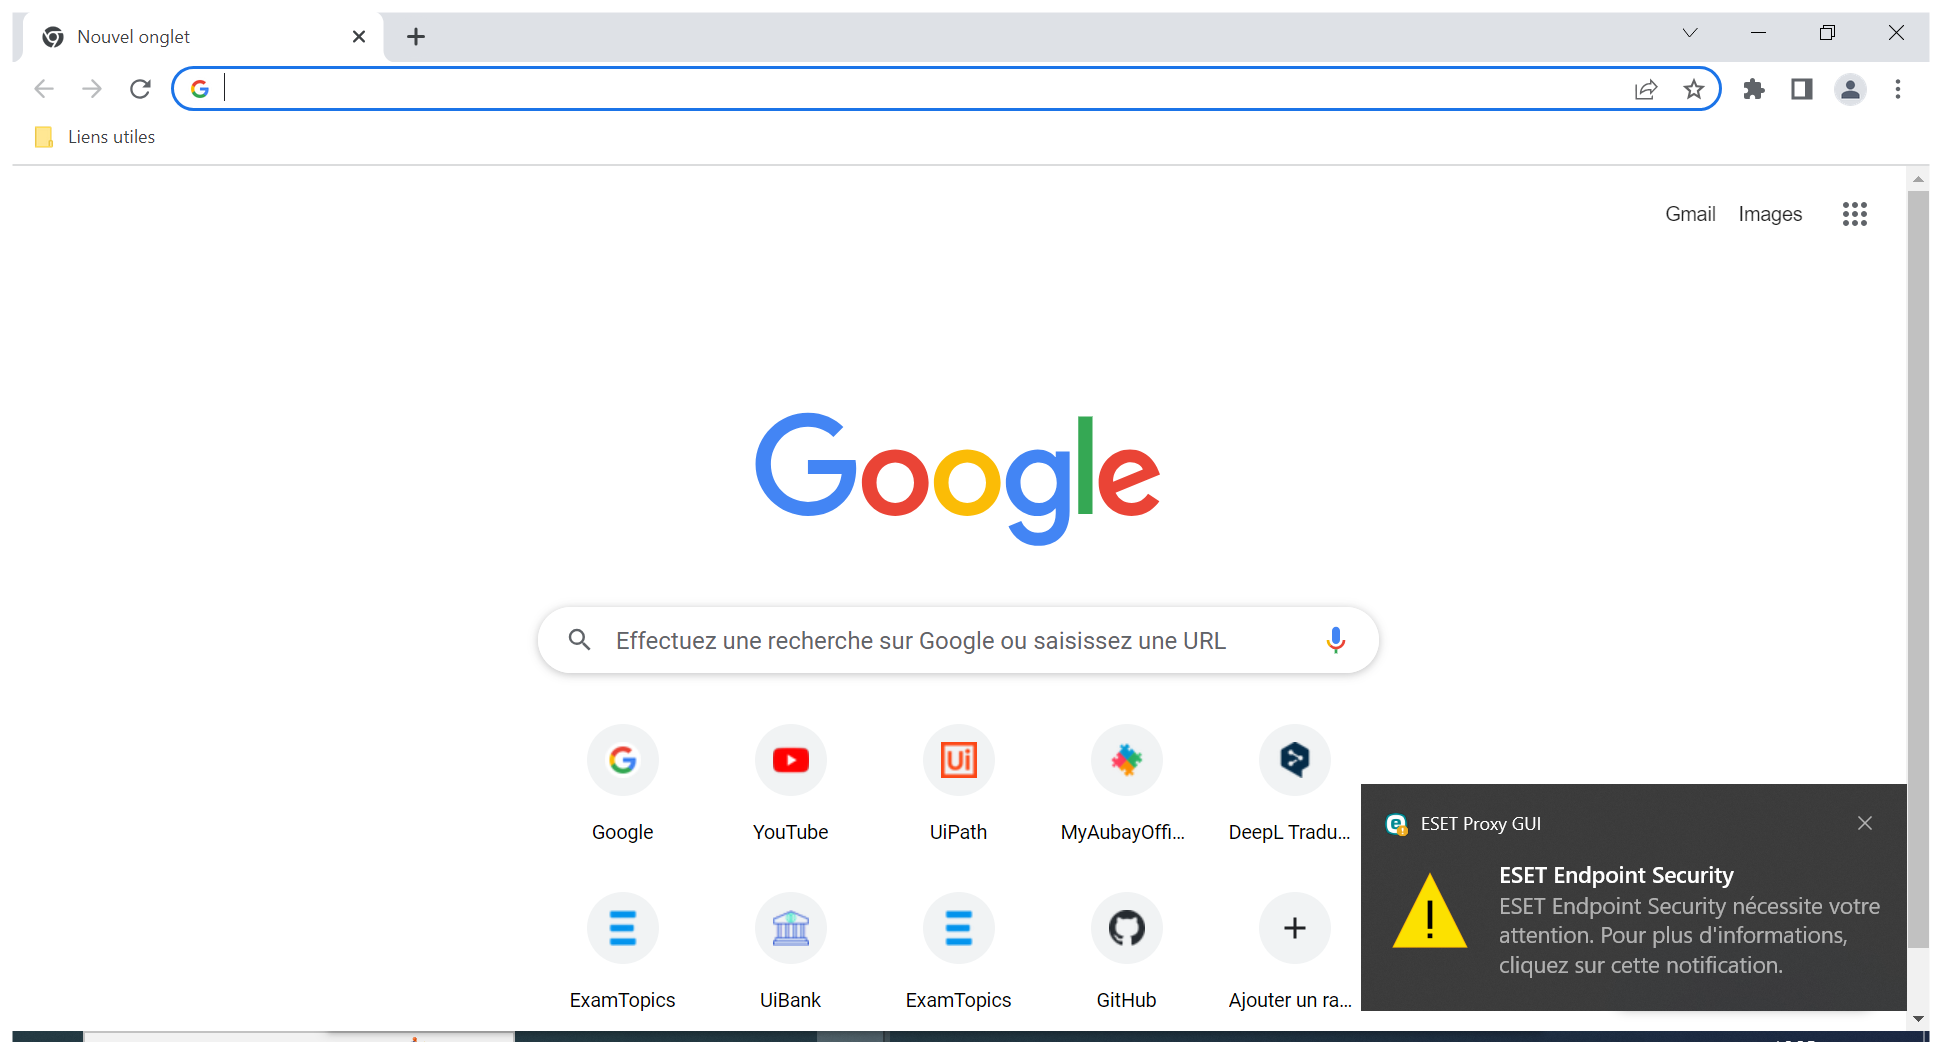 Nouvel onglet
Liens utiles
Gmail Images
Google
Effectuez une recherche sur Google ou saisissez une URL
Google YouTube UiPath MyAubayOffi... DeepL Tradu...
ExamTopics UiBank ExamTopics GitHub Ajouter un ra...
ESET Proxy GUI
ESET Endpoint Security
ESET Endpoint Security nécessite votre
attention. Pour plus d'informations,
cliquez sur cette notification.